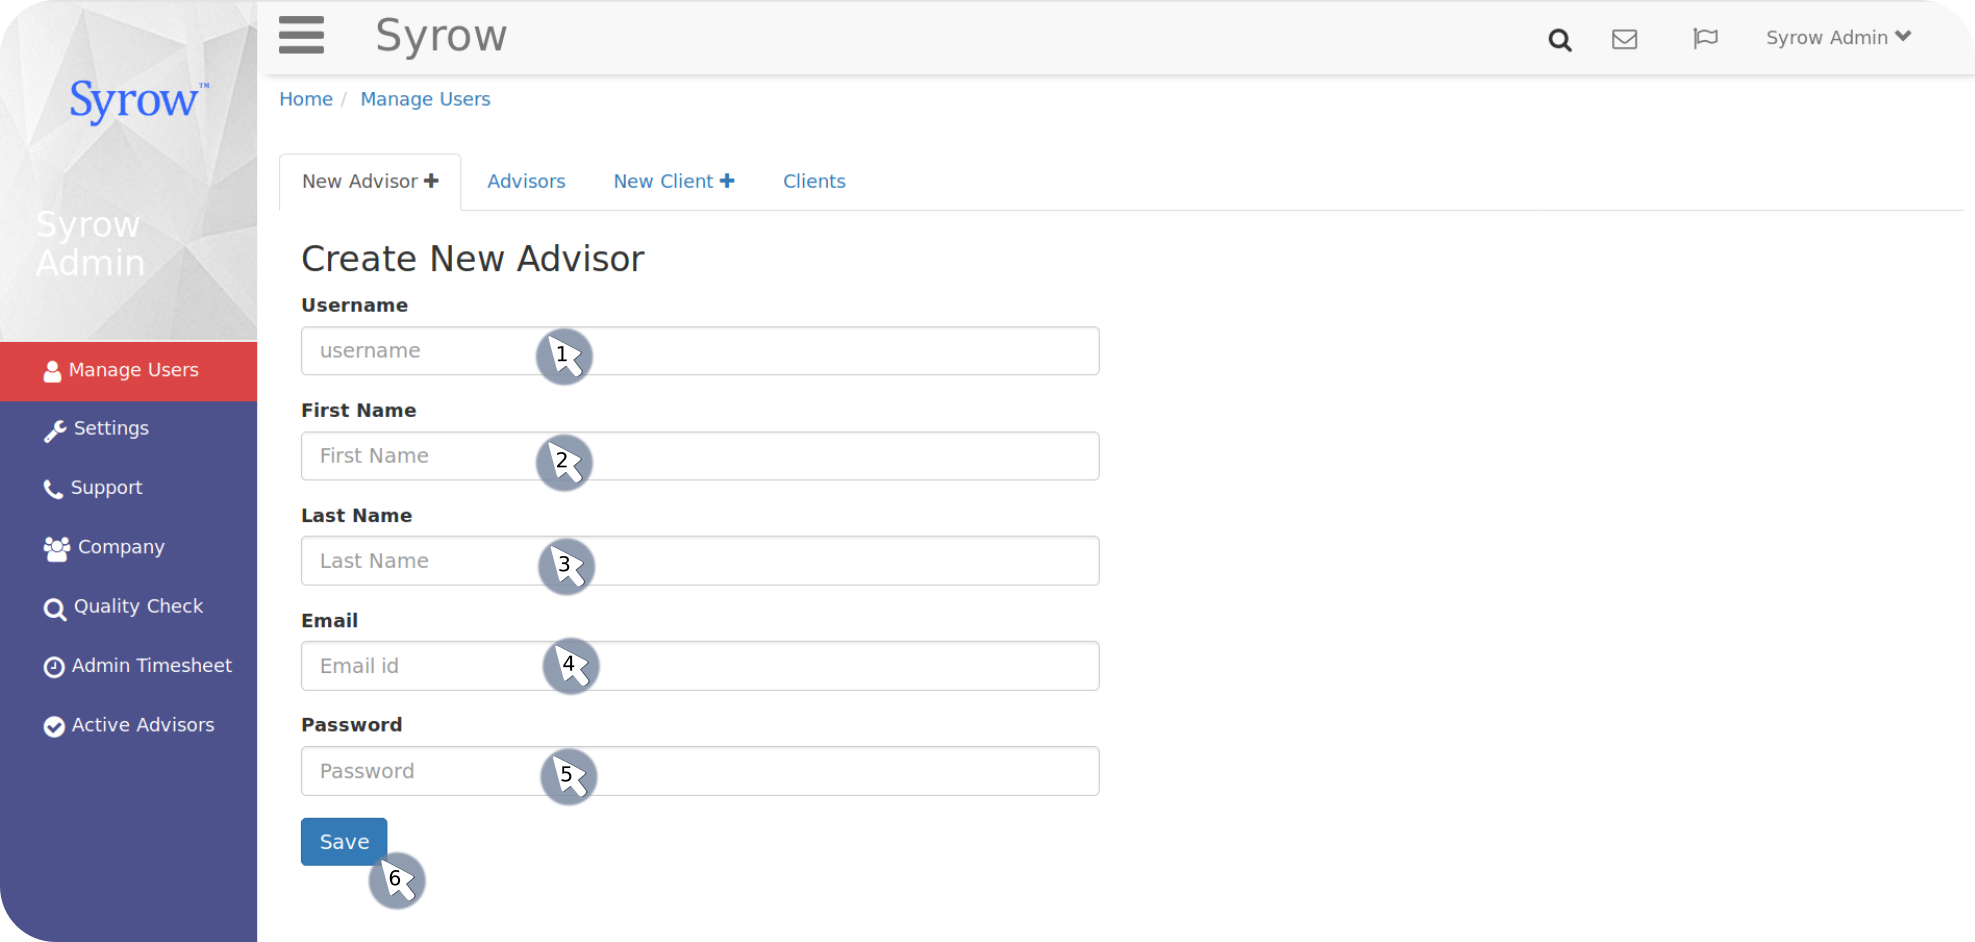 Syrow
Syrow Admin
Syrow™
Home / Manage Users
New Advisor
Advisors
New Client
Clients
Syrow
Admin
Create New Advisor
Username
username
1
First Name
First Name
2
Last Name
Last Name
3
Email
Email id
4
Password
Password
5
Save
6
Manage Users
Settings
Support
Company
Quality Check
Admin Timesheet
Active Advisors